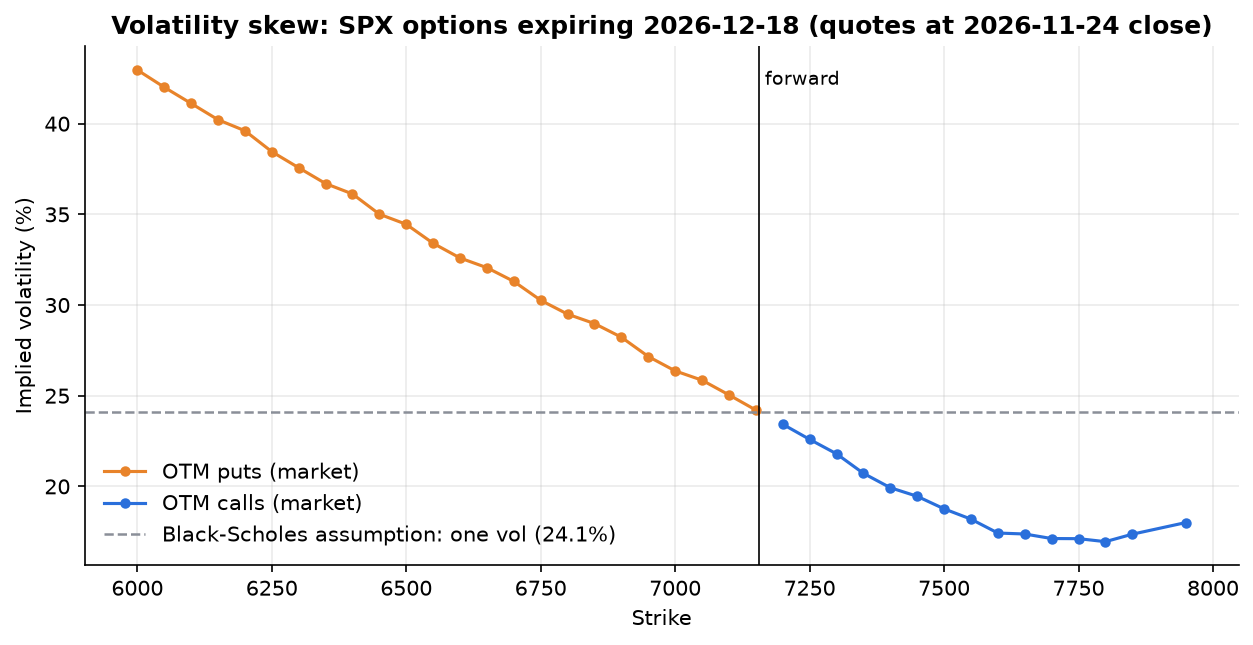 Volatility skew: SPX options expiring 2026-12-18 (quotes at 2026-11-24 close)
forward
40
35
30
25
20
Implied volatility (%)
OTM puts (market)
OTM calls (market)
Black-Scholes assumption: one vol (24.1%)
6000 6250 6500 6750 7000 7250 7500 7750 8000
Strike